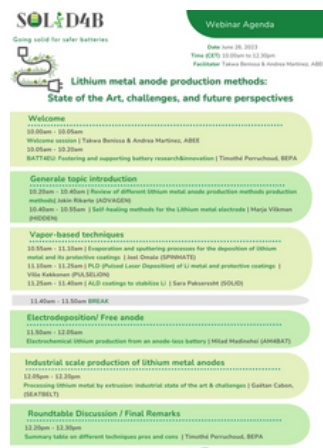 SOLiD4B
Webinar Agenda
Going solid for safer batteries
Date June 26, 2023
Time (CET): 10.00am to 12.30pm
Facilitator Takwa Benissa & Andrea Martinez, ABEE
Lithium metal anode production methods:
State of the Art, challenges, and future perspectives
Welcome
10.00am - 10.05am
Welcome session | Takwa Benissa & Andrea Martinez, ABEE
10.05am - 10.20am
BATT4EU: Fostering and supporting battery research&innovation | Timothé Perruchoud, BEPA
Generale topic introduction
10.20am - 10.40am | Review of different lithium metal anode production methods production
methods| Jokin Rikarte (ADVAGEN)
10.40am - 10.55am | Self-healing methods for the Lithium metal electrode | Marja Vilkman
(HIDDEN)
Vapor-based techniques
10.55am - 11.10am | Evaporation and sputtering processes for the deposition of lithium
metal and its protective coatings | Joel Omale (SPINMATE)
11.10am - 11.25am | PLD (Pulsed Laser Deposition) of Li metal and protective coatings |
Ville Kekkonen (PULSELION)
11.25am - 11.40am | ALD coatings to stabilize Li | Sara Pakseresht (SOLID)
11.40am - 11.50am BREAK
Electrodeposition/ Free anode
11.50am - 12.05am
Electrochemical lithium production from an anode-less battery | Milad Madinehei (AM4BAT)
Industrial scale production of lithium metal anodes
12.05pm - 12.20pm
Processing lithium by extrusion: industrial state of the art & challenges | Gaëtan Cabon,
(SEATBELT)
Roundtable Discussion / Final Remarks
12.20pm - 12.30pm
Summary table on different techniques pros and cons | Timothé Perruchoud, BEPA